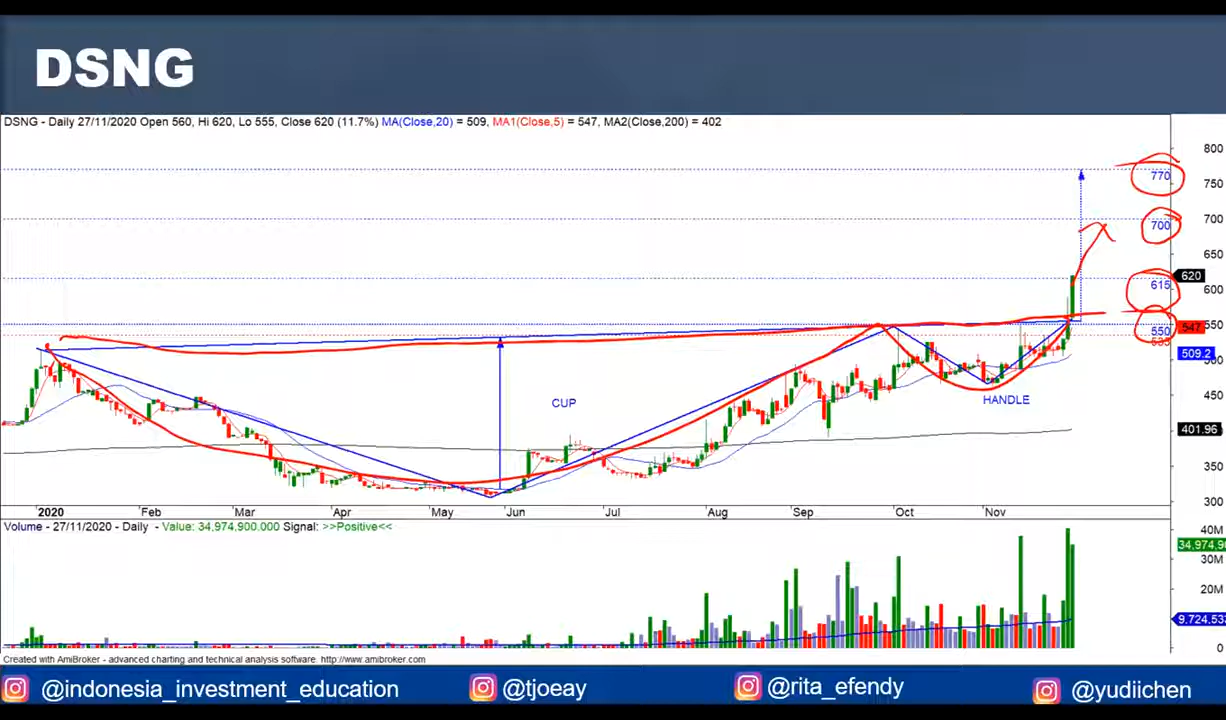 DSNG
DSNG - Daily 27/11/2020 Open 560, Hi 620, Lo 555, Close 620 (11.7%) MA(Close,20) = 509, MA1(Close,5) = 547, MA2(Close,200) = 402
800
770
750
700
700
650
620
615
600
550
550
547
535
509.2
500
CUP
HANDLE
450
401.96
350
300
2020 Feb Mar Apr May Jun Jul Aug Sep Oct Nov
Volume - 27/11/2020 - Daily - Value: 34,974,900.000 Signar: >>Positive<<
40M
34,974,9
30M
20M
9.724.53
0
Created with AmiBroker - advanced charting and technical analysis software. http://www.amibroker.com
@indonesia_investment_education @tjoeay @rita_efendy @yudiichen